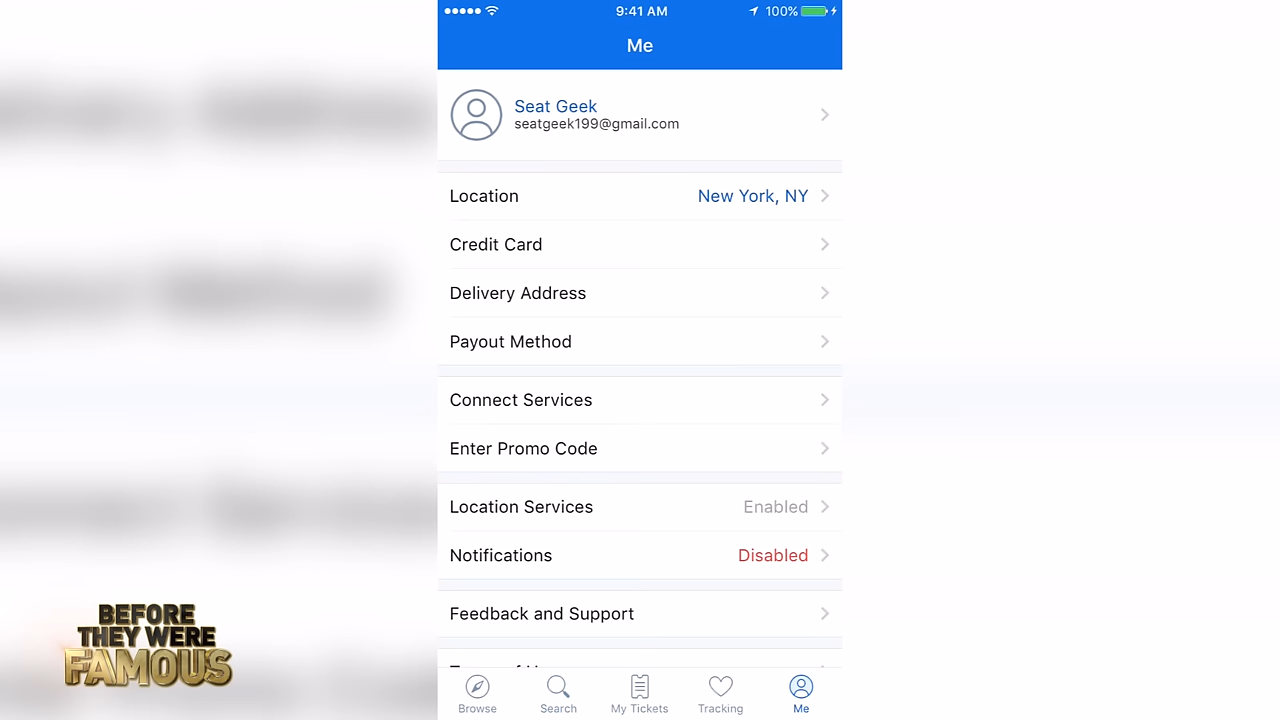 9:41 AM
100%
Me
Seat Geek
seatgeek199@gmail.com
Location
New York, NY
Credit Card
Delivery Address
Payout Method
Connect Services
Enter Promo Code
Location Services
Enabled
Notifications
Disabled
Feedback and Support
Browse
Search
My Tickets
Tracking
Me
BEFORE
THEY WERE
FAMOUS